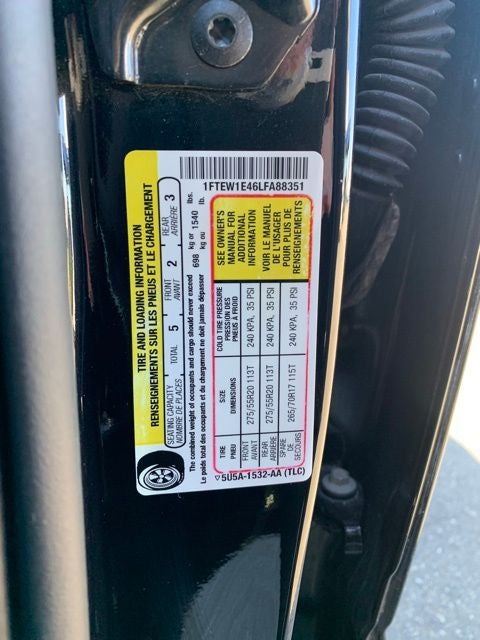 TIRE AND LOADING INFORMATION
RENSEIGNEMENTS SUR LES PNEUS ET LE CHARGEMENT
SEATING CAPACITY
NOMBRE DE PLACES
TOTAL 5
FRONT
AVANT 2
REAR
ARRIÈRE 3
The combined weight of occupants and cargo should never exceed 698 kg or 1540 lbs.
Le poids total des occupants et du chargement ne doit jamais dépasser kg ou lb.
TIRE
PNEU
SIZE
DIMENSIONS
COLD TIRE PRESSURE
PRESSION DES
PNEUS À FROID
FRONT
AVANT
275/55R20 113T
240 KPA, 35 PSI
REAR
ARRIÈRE
275/55R20 113T
240 KPA, 35 PSI
SPARE
DE
SECOURS
265/70R17 115T
240 KPA, 35 PSI
SEE OWNER'S
MANUAL FOR
ADDITIONAL
INFORMATION
VOIR LE MANUEL
DE L'USAGER
POUR PLUS DE
RENSEIGNEMENTS
5U5A-1532-AA (TLC)
1FTEW1E46LFA88351